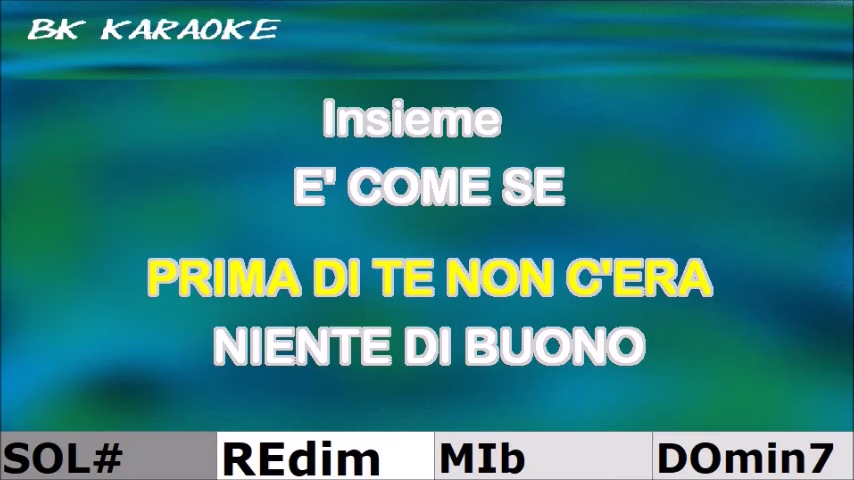 BK KARAOKE
Insieme
E' COME SE
PRIMA DI TE NON C'ERA
NIENTE DI BUONO
SOL# REdim MIb DOmin7